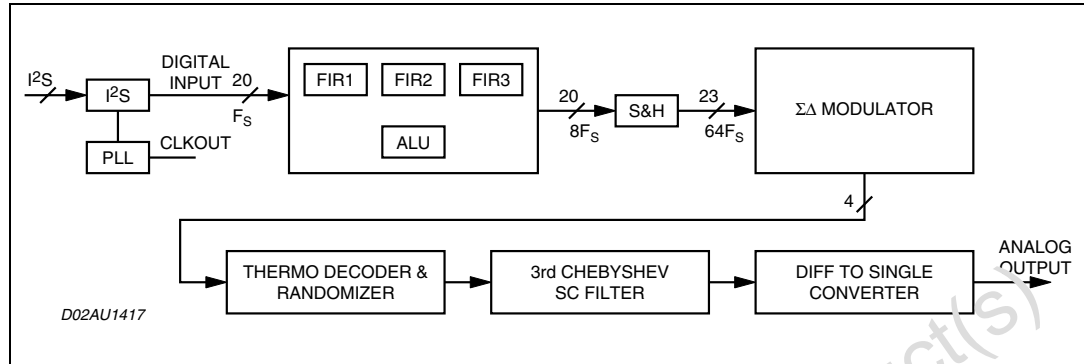 I²S
I²S
DIGITAL
INPUT
20
F_S
PLL
CLKOUT
FIR1
FIR2
FIR3
ALU
20
8F_S
S&H
23
64F_S
ΣΔ MODULATOR
4
THERMO DECODER &
RANDOMIZER
3rd CHEBYSHEV
SC FILTER
DIFF TO SINGLE
CONVERTER
ANALOG
OUTPUT
D02AU1417
ct(s)